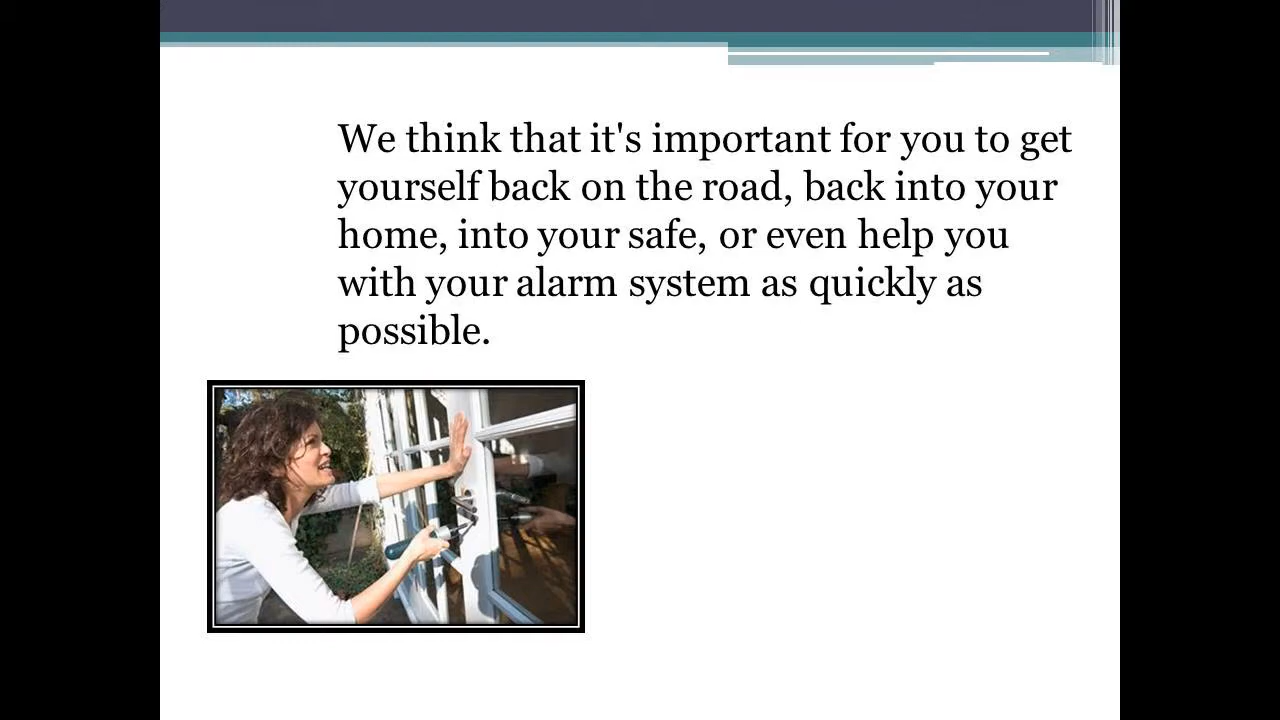 We think that it's important for you to get
yourself back on the road, back into your
home, into your safe, or even help you
with your alarm system as quickly as
possible.